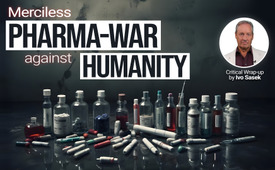 Merciless
PHARMA-WAR
against HUMANITY
Critical Wrap-up
by Ivo Sasek